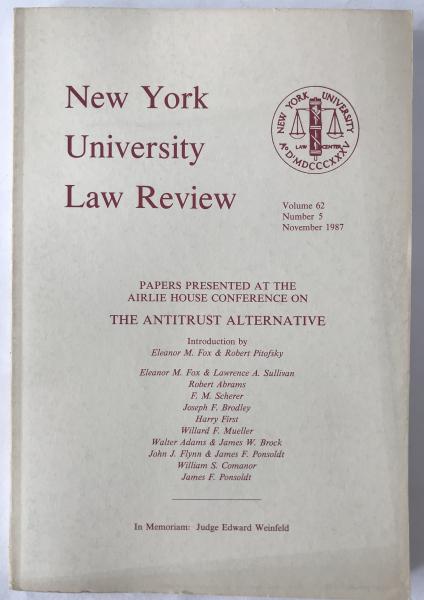 New York
University
Law Review
NEW YORK UNIVERSITY
LAW CENTER
A·D·MDCCCXXXV
Volume 62
Number 5
November 1987
PAPERS PRESENTED AT THE
AIRLIE HOUSE CONFERENCE ON
THE ANTITRUST ALTERNATIVE
Introduction by
Eleanor M. Fox & Robert Pitofsky
Eleanor M. Fox & Lawrence A. Sullivan
Robert Abrams
F. M. Scherer
Joseph F. Brodley
Harry First
Willard F. Mueller
Walter Adams & James W. Brock
John J. Flynn & James F. Ponsoldt
William S. Comanor
James F. Ponsoldt
In Memoriam: Judge Edward Weinfeld